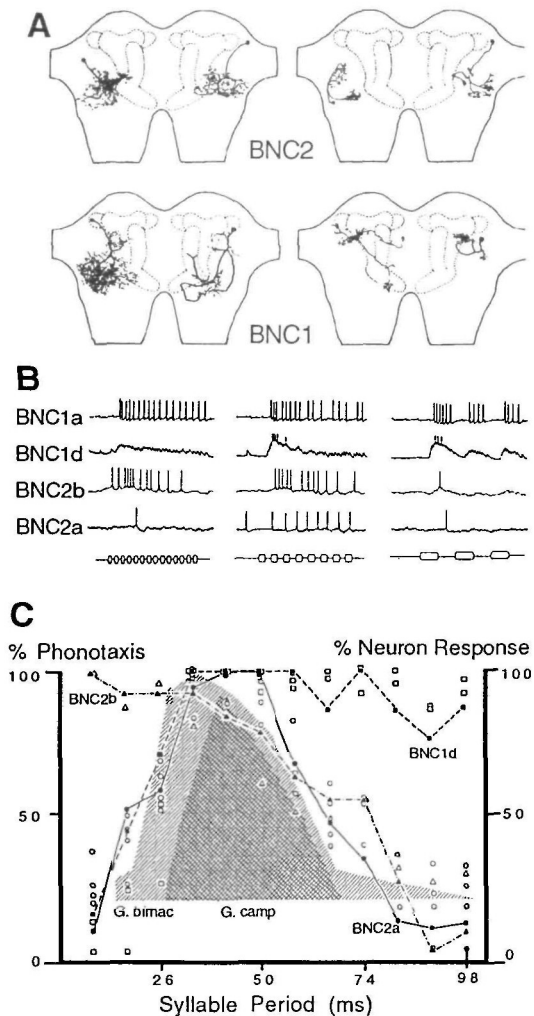 A
BNC2
BNC1
B
BNC1a
BNC1d
BNC2b
BNC2a
C
% Phonotaxis
% Neuron Response
100
100
BNC2b
BNC1d
50
50
G. bimac
G. camp
BNC2a
0
0
26
50
74
98
Syllable Period (ms)